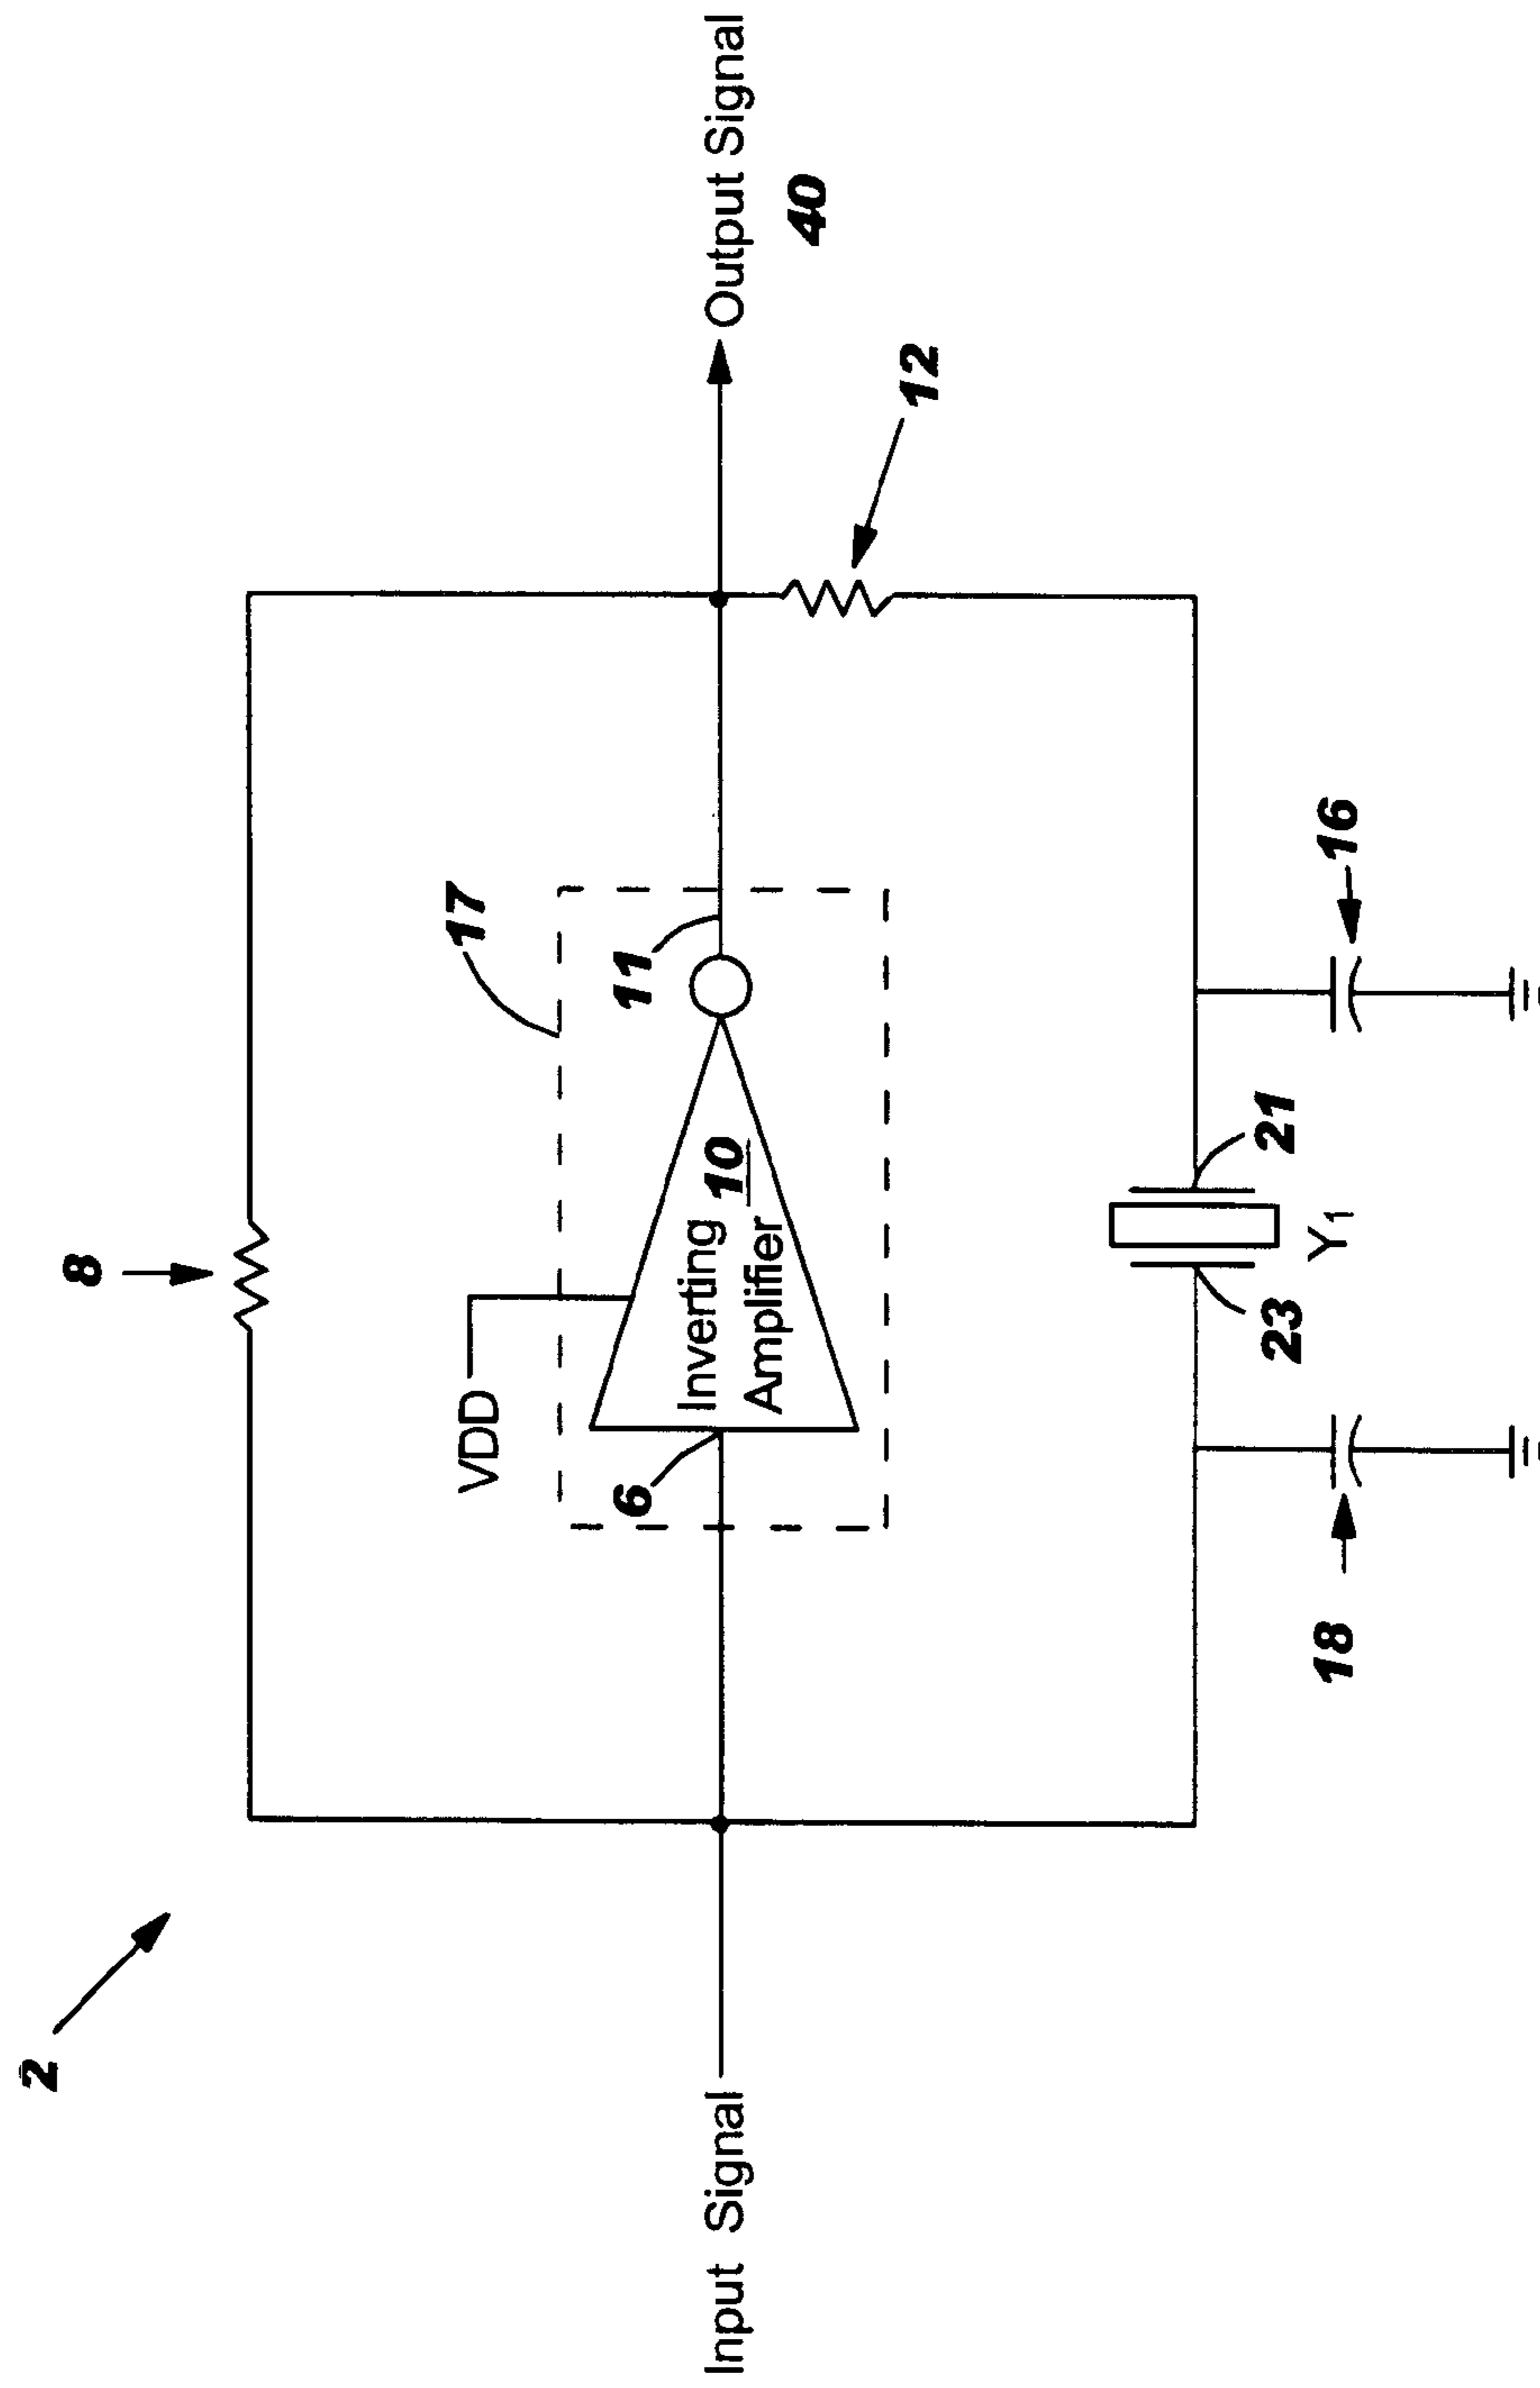 2
8
VDD
17
6
11
Inverting 10
Amplifier
Input Signal
Output Signal
40
12
23
21
Y1
18
16